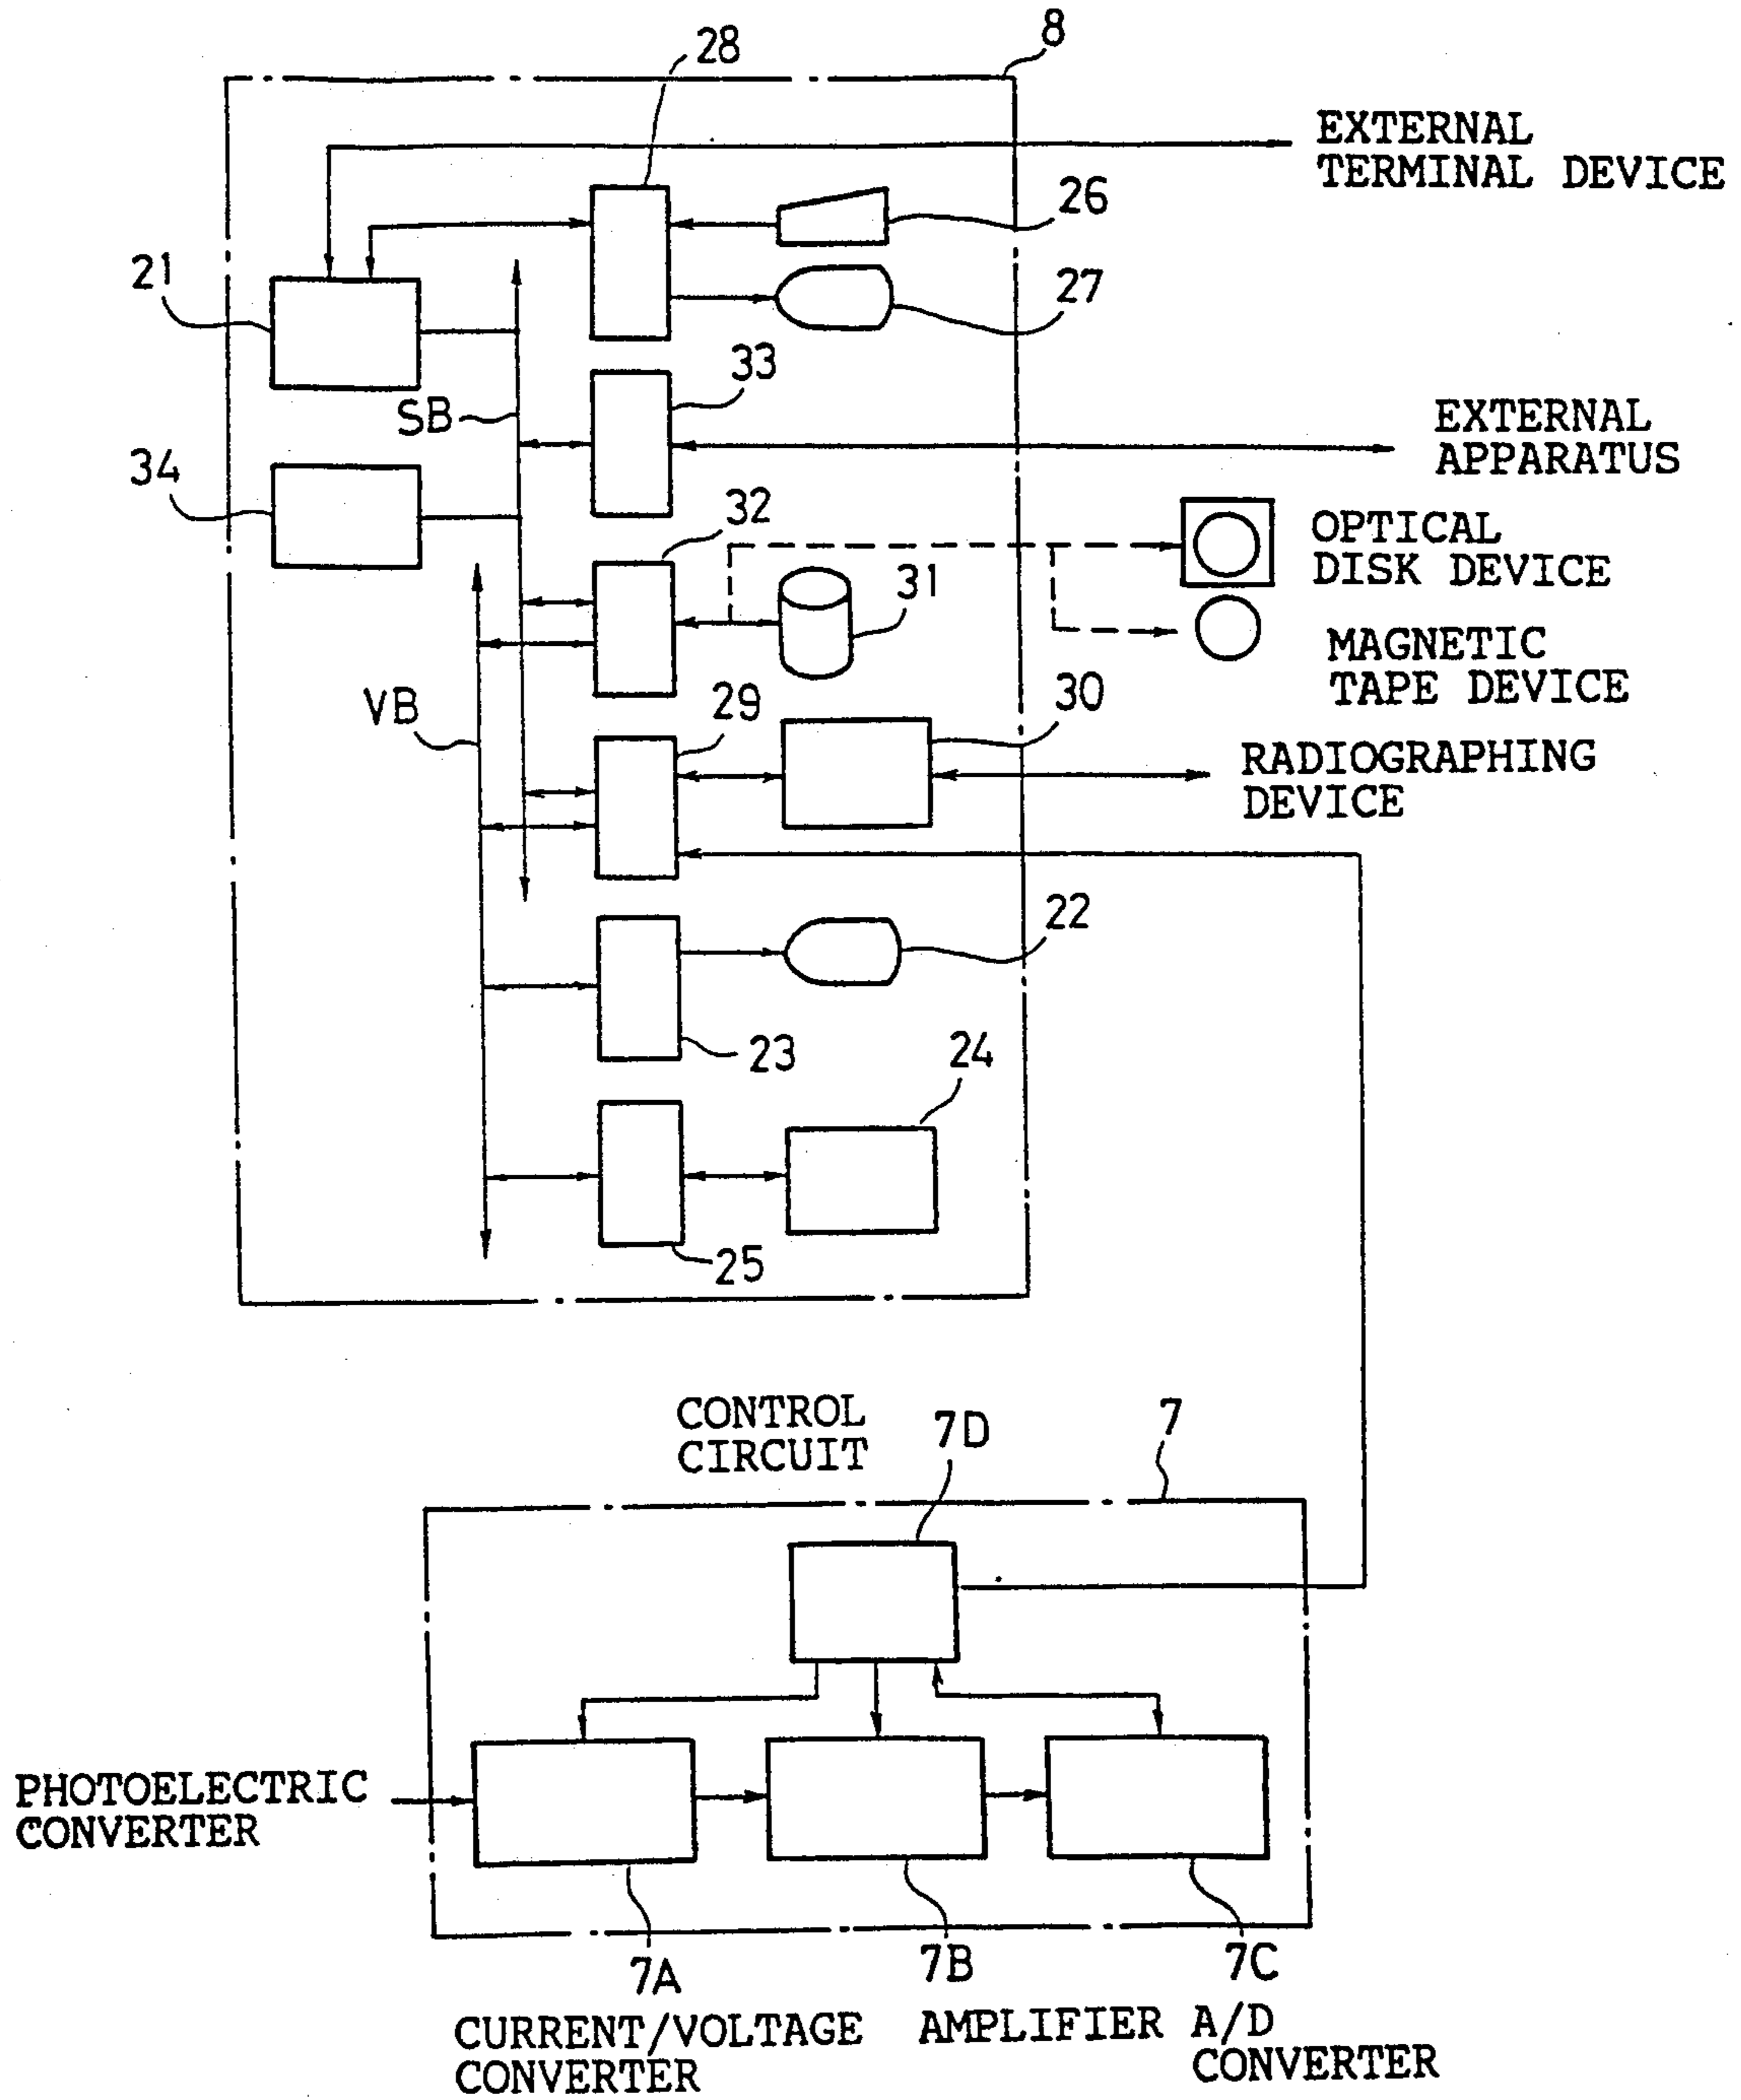 8
28
EXTERNAL
TERMINAL DEVICE
26
21
27
33
SB
EXTERNAL
APPARATUS
34
32
OPTICAL
DISK DEVICE
31
MAGNETIC
TAPE DEVICE
VB
29
30
RADIOGRAPHING
DEVICE
22
23
24
25
CONTROL
CIRCUIT
7D
7
PHOTOELECTRIC
CONVERTER
7A
7B
7C
CURRENT/VOLTAGE
CONVERTER
AMPLIFIER
A/D
CONVERTER